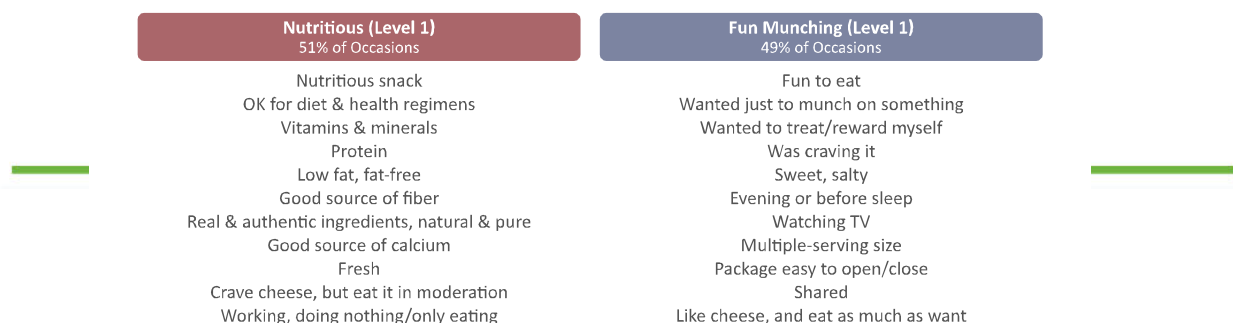 Nutritious (Level 1)
51% of Occasions
Nutritious snack
OK for diet & health regimens
Vitamins & minerals
Protein
Low fat, fat-free
Good source of fiber
Real & authentic ingredients, natural & pure
Good source of calcium
Fresh
Crave cheese, but eat it in moderation
Working, doing nothing/only eating
Fun Munching (Level 1)
49% of Occasions
Fun to eat
Wanted just to munch on something
Wanted to treat/reward myself
Was craving it
Sweet, salty
Evening or before sleep
Watching TV
Multiple-serving size
Package easy to open/close
Shared
Like cheese, and eat as much as want